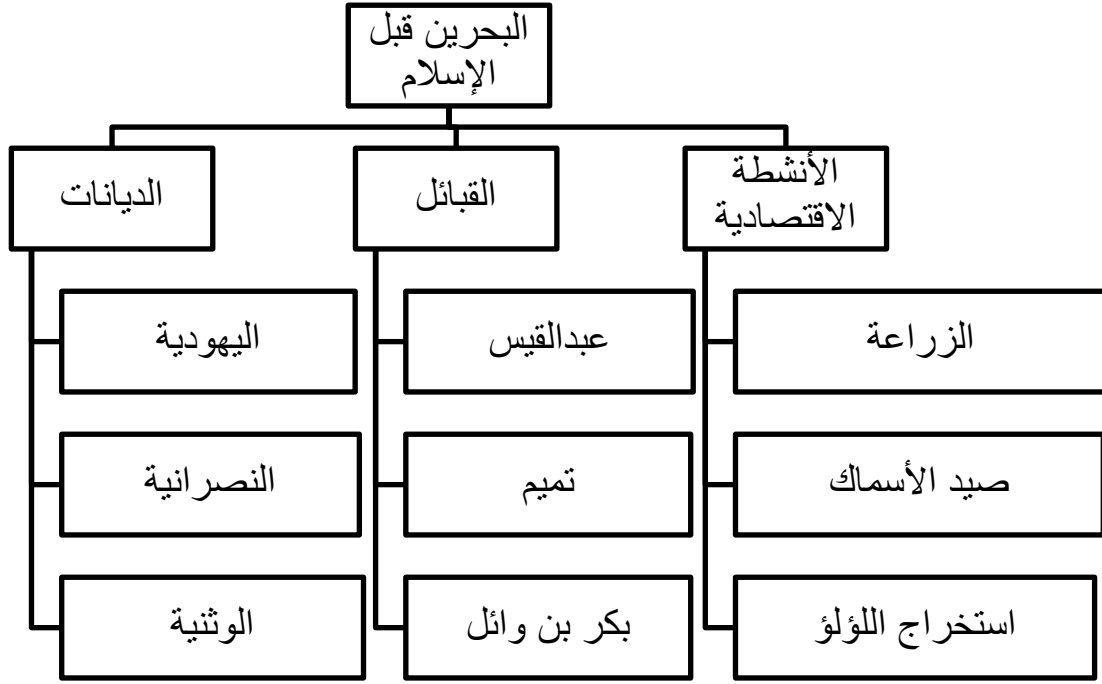 البحرين قبل
الإسلام
الأنشطة
الاقتصادية
القبائل
الديانات
الزراعة
عبدالقيس
اليهودية
صيد الأسماك
تميم
النصرانية
استخراج اللؤلؤ
بكر بن وائل
الوثنية